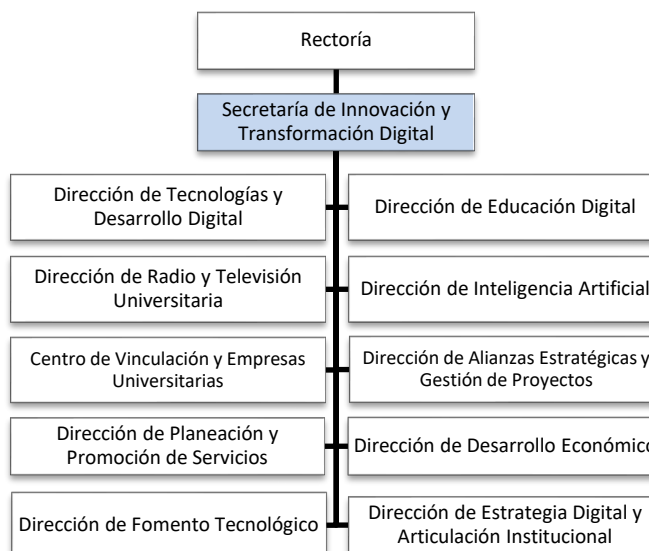 Rectoría
Secretaría de Innovación y
Transformación Digital
Dirección de Tecnologías y
Desarrollo Digital
Dirección de Educación Digital
Dirección de Radio y Televisión
Universitaria
Dirección de Inteligencia Artificial
Centro de Vinculación y Empresas
Universitarias
Dirección de Alianzas Estratégicas y
Gestión de Proyectos
Dirección de Planeación y
Promoción de Servicios
Dirección de Desarrollo Económico
Dirección de Fomento Tecnológico
Dirección de Estrategia Digital y
Articulación Institucional